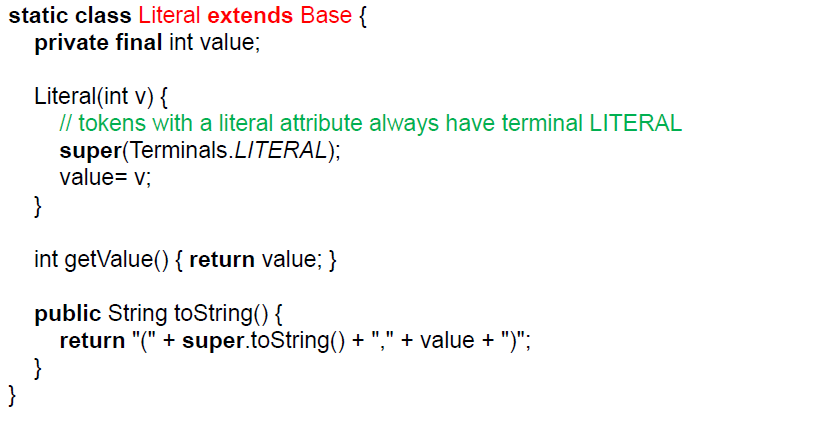 static class Literal extends Base {
private final int value;
Literal(int v) {
// tokens with a literal attribute always have terminal LITERAL
super(Terminals.LITERAL);
value= v;
}
int getValue() { return value; }
public String toString() {
return "(" + super.toString() + "," + value + ")";
}
}